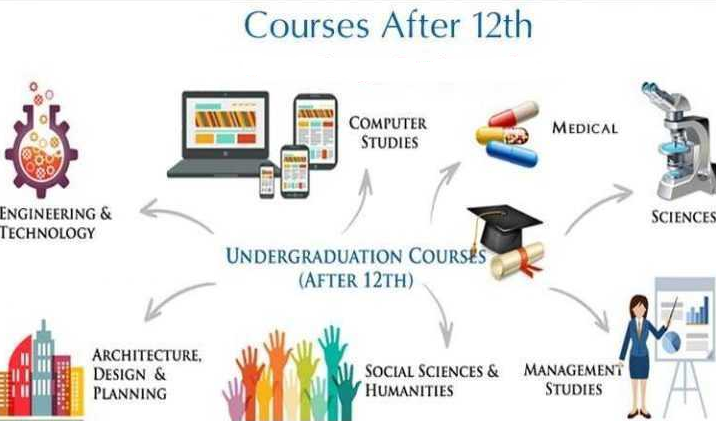 Courses After 12th
COMPUTER
STUDIES
MEDICAL
ENGINEERING &
TECHNOLOGY
SCIENCES
UNDERGRADUATION COURSES
(AFTER 12TH)
ARCHITECTURE,
DESIGN &
PLANNING
SOCIAL SCIENCES &
HUMANITIES
MANAGEMENT
STUDIES